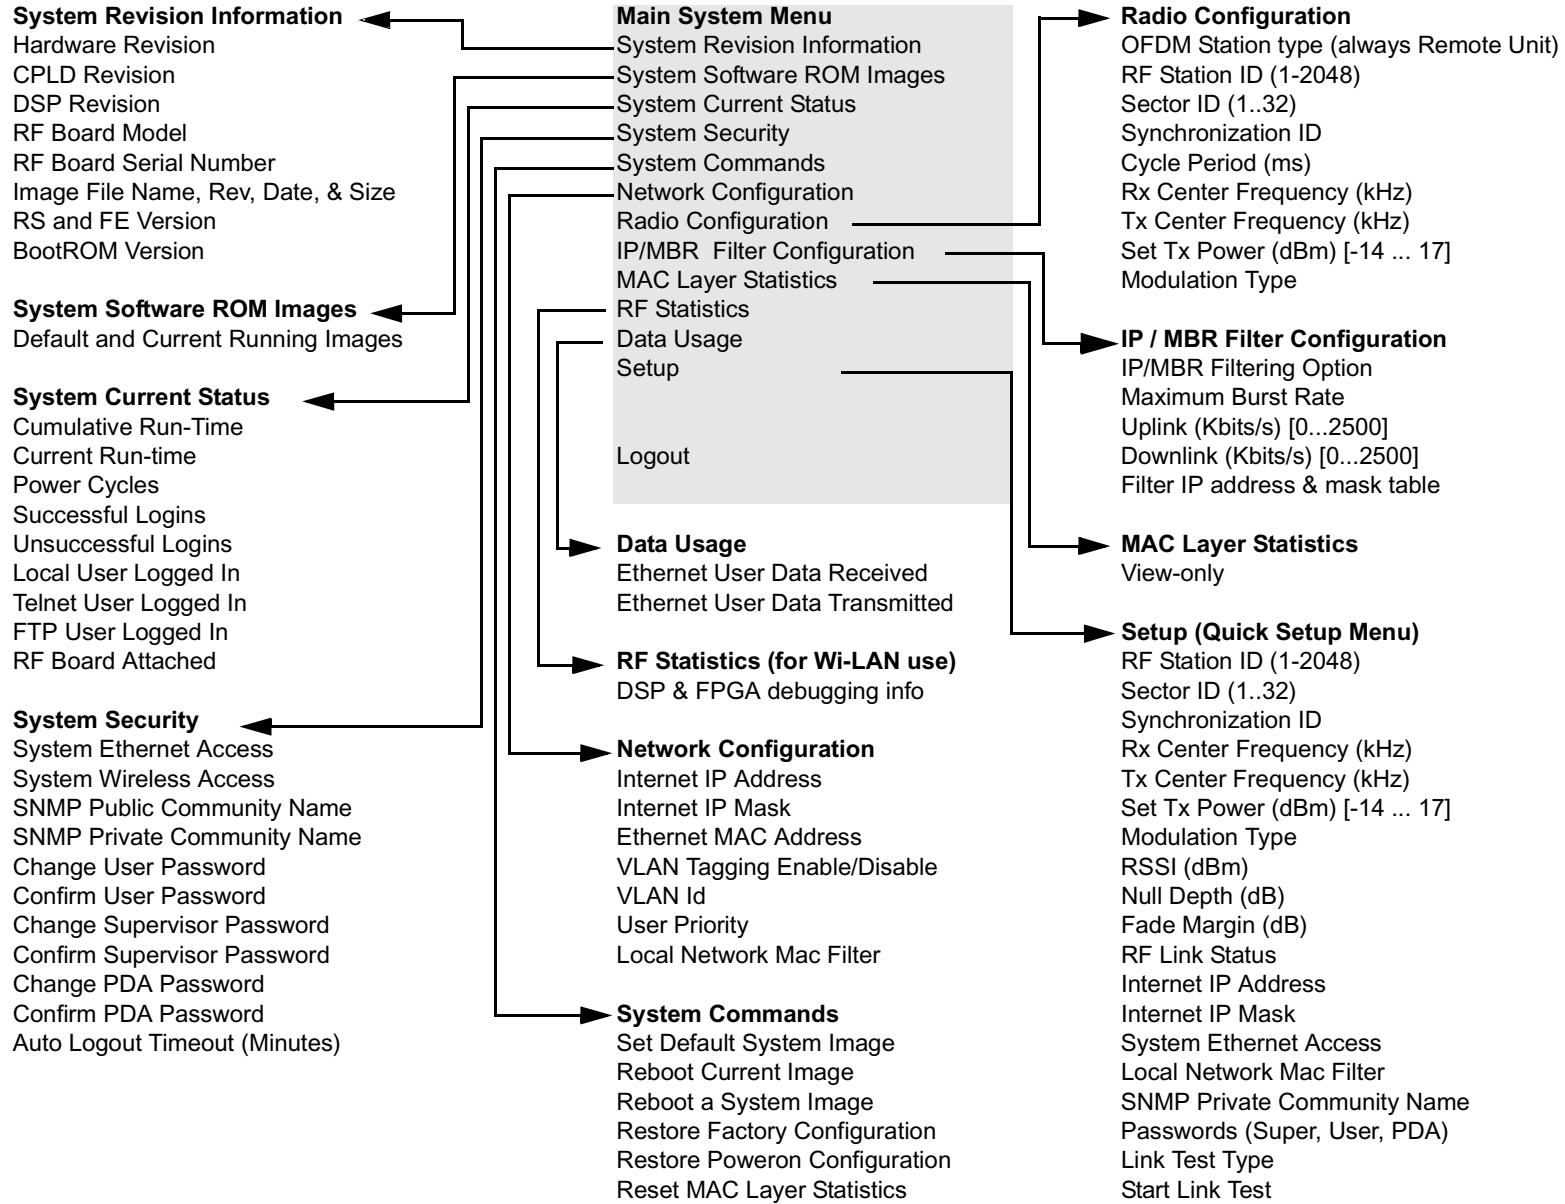 System Revision Information
Hardware Revision
CPLD Revision
DSP Revision
RF Board Model
RF Board Serial Number
Image File Name, Rev, Date, & Size
RS and FE Version
BootROM Version
System Software ROM Images
Default and Current Running Images
System Current Status
Cumulative Run-Time
Current Run-time
Power Cycles
Successful Logins
Unsuccessful Logins
Local User Logged In
Telnet User Logged In
FTP User Logged In
RF Board Attached
System Security
System Ethernet Access
System Wireless Access
SNMP Public Community Name
SNMP Private Community Name
Change User Password
Confirm User Password
Change Supervisor Password
Confirm Supervisor Password
Change PDA Password
Confirm PDA Password
Auto Logout Timeout (Minutes)
Main System Menu
System Revision Information
System Software ROM Images
System Current Status
System Security
System Commands
Network Configuration
Radio Configuration
IP/MBR  Filter Configuration
MAC Layer Statistics
RF Statistics
Data Usage
Setup
Logout
Data Usage
Ethernet User Data Received
Ethernet User Data Transmitted
RF Statistics (for Wi-LAN use)
DSP & FPGA debugging info
Network Configuration
Internet IP Address
Internet IP Mask
Ethernet MAC Address
VLAN Tagging Enable/Disable
VLAN Id
User Priority
Local Network Mac Filter
System Commands
Set Default System Image
Reboot Current Image
Reboot a System Image
Restore Factory Configuration
Restore Poweron Configuration
Reset MAC Layer Statistics
Radio Configuration
OFDM Station type (always Remote Unit)
RF Station ID (1-2048)
Sector ID (1..32)
Synchronization ID
Cycle Period (ms)
Rx Center Frequency (kHz)
Tx Center Frequency (kHz)
Set Tx Power (dBm) [-14 ... 17]
Modulation Type
IP / MBR Filter Configuration
IP/MBR Filtering Option
Maximum Burst Rate
Uplink (Kbits/s) [0...2500]
Downlink (Kbits/s) [0...2500]
Filter IP address & mask table
MAC Layer Statistics
View-only
Setup (Quick Setup Menu)
RF Station ID (1-2048)
Sector ID (1..32)
Synchronization ID
Rx Center Frequency (kHz)
Tx Center Frequency (kHz)
Set Tx Power (dBm) [-14 ... 17]
Modulation Type
RSSI (dBm)
Null Depth (dB)
Fade Margin (dB)
RF Link Status
Internet IP Address
Internet IP Mask
System Ethernet Access
Local Network Mac Filter
SNMP Private Community Name
Passwords (Super, User, PDA)
Link Test Type
Start Link Test